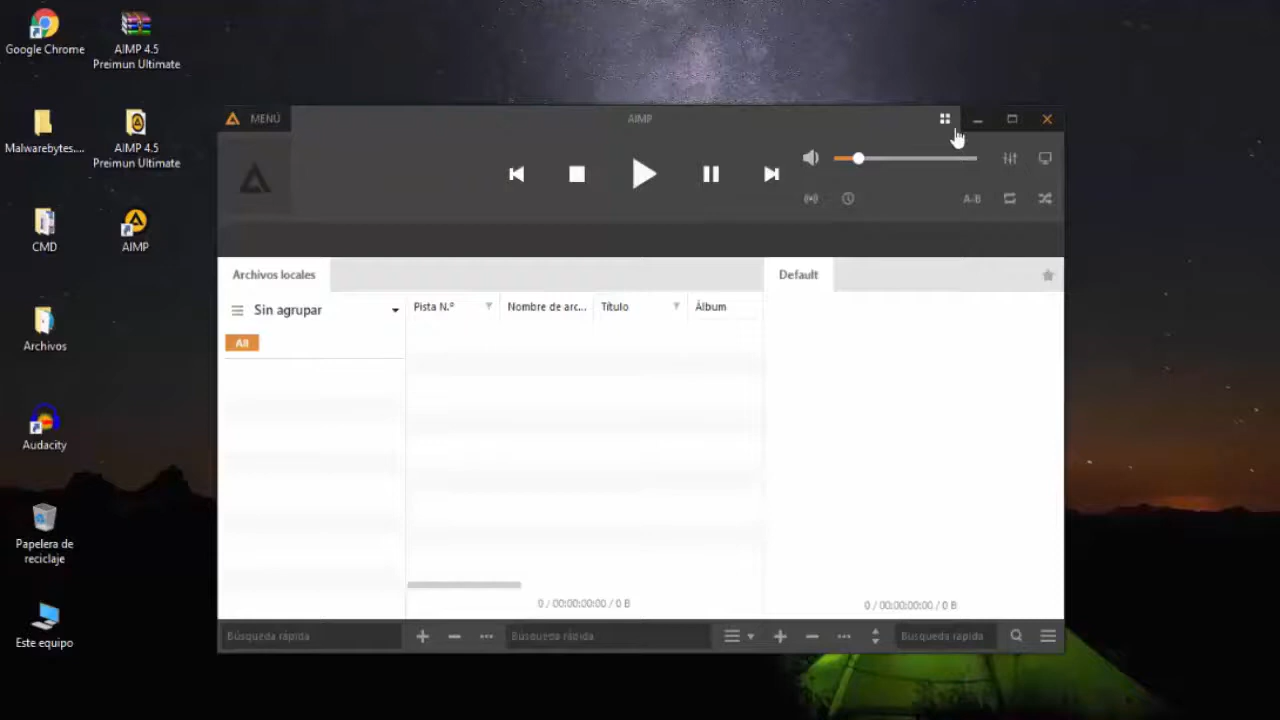 Google Chrome
AIMP 4.5
Preimun Ultimate
Malwarebytes....
AIMP 4.5
Preimun Ultimate
CMD
AIMP
Archivos
Audacity
Papelera de
reciclaje
Este equipo
MENÚ
AIMP
A-B
Archivos locales
Default
Sin agrupar
Pista N.º
Nombre de arc...
Título
Álbum
All
0 / 00:00:00:00 / 0 B
0 / 00:00:00:00 / 0 B
Búsqueda rápida
Búsqueda rápida
Búsqueda rápida